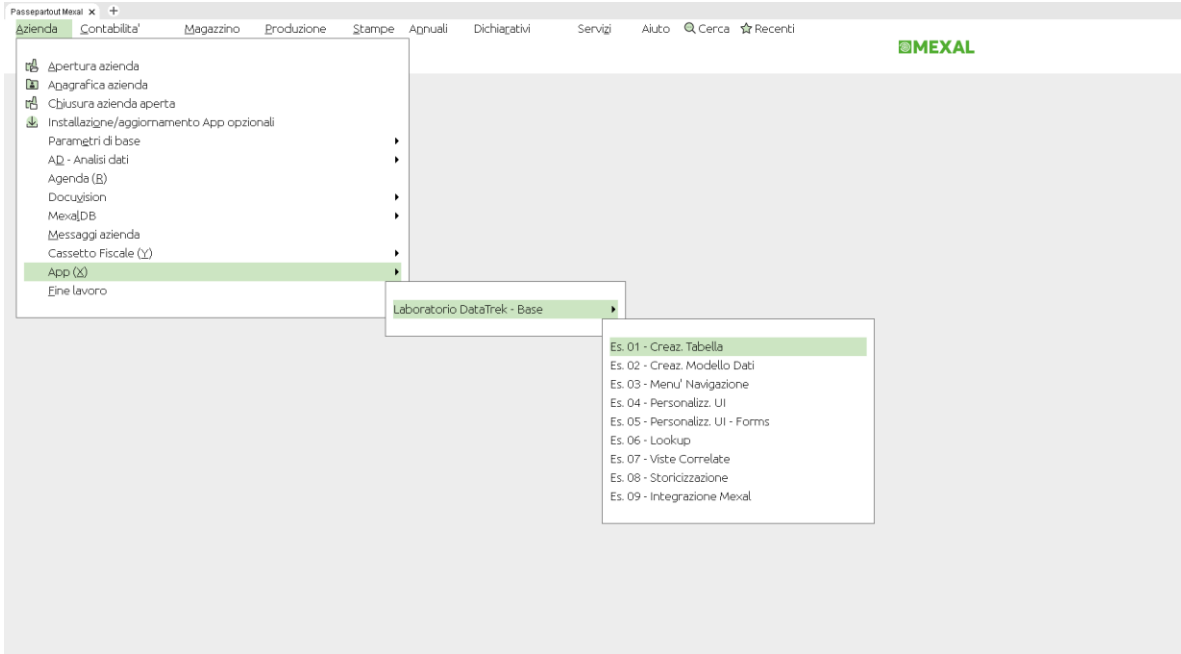 Passepartout Mexal × +
Azienda Contabilita' Magazzino Produzione Stampe Annuali Dichiarativi Servizi Aiuto Cerca Recenti
MEXAL
Apertura azienda
Anagrafica azienda
Chiusura azienda aperta
Installazione/aggiornamento App opzionali
Parametri di base
AD - Analisi dati
Agenda (R)
Docuvision
MexalDB
Messaggi azienda
Cassetto Fiscale (Y)
App (X)
Fine lavoro
Laboratorio DataTrek - Base
Es. 01 - Creaz. Tabella
Es. 02 - Creaz. Modello Dati
Es. 03 - Menu' Navigazione
Es. 04 - Personalizz. UI
Es. 05 - Personalizz. UI - Forms
Es. 06 - Lookup
Es. 07 - Viste Correlate
Es. 08 - Storicizzazione
Es. 09 - Integrazione Mexal